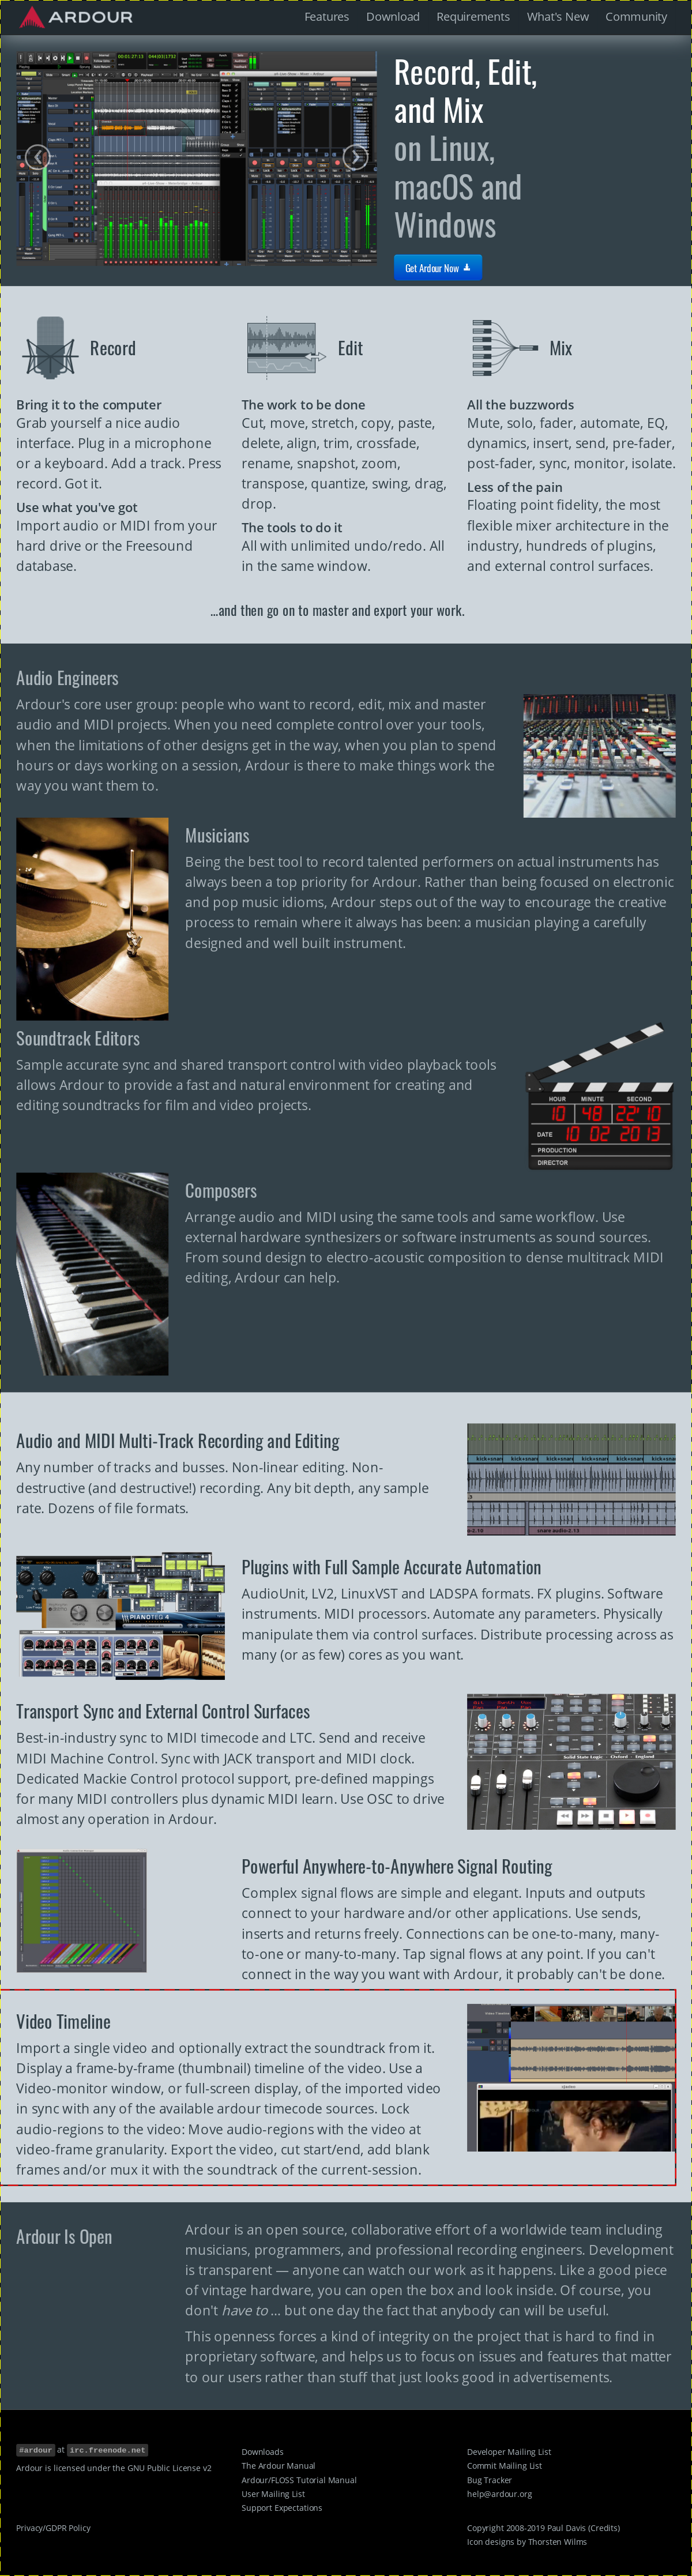 ARDOUR
Features Download Requirements What's New Community
Record, Edit,
and Mix
on Linux,
macOS and
Windows
Get Ardour Now
Record
Bring it to the computer
Grab yourself a nice audio
interface. Plug in a microphone
or a keyboard. Add a track. Press
record. Got it.
Use what you've got
Import audio or MIDI from your
hard drive or the Freesound
database.
Edit
The work to be done
Cut, move, stretch, copy, paste,
delete, align, trim, crossfade,
rename, snapshot, zoom,
transpose, quantize, swing, drag,
drop.
The tools to do it
All with unlimited undo/redo. All
in the same window.
Mix
All the buzzwords
Mute, solo, fader, automate, EQ,
dynamics, insert, send, pre-fader,
post-fader, sync, monitor, isolate.
Less of the pain
Floating point fidelity, the most
flexible mixer architecture in the
industry, hundreds of plugins,
and external control surfaces.
...and then go on to master and export your work.
Audio Engineers
Ardour's core user group: people who want to record, edit, mix and master
audio and MIDI projects. When you need complete control over your tools,
when the limitations of other designs get in the way, when you plan to spend
hours or days working on a session, Ardour is there to make things work the
way you want them to.
Musicians
Being the best tool to record talented performers on actual instruments has
always been a top priority for Ardour. Rather than being focused on electronic
and pop music idioms, Ardour steps out of the way to encourage the creative
process to remain where it always has been: a musician playing a carefully
designed and well built instrument.
Soundtrack Editors
Sample accurate sync and shared transport control with video playback tools
allows Ardour to provide a fast and natural environment for creating and
editing soundtracks for film and video projects.
HOUR MINUTE SECOND
10 48 22' 10
DATE 10 02 2013
PRODUCTION
DIRECTOR
Composers
Arrange audio and MIDI using the same tools and same workflow. Use
external hardware synthesizers or software instruments as sound sources.
From sound design to electro-acoustic composition to dense multitrack MIDI
editing, Ardour can help.
Audio and MIDI Multi-Track Recording and Editing
Any number of tracks and busses. Non-linear editing. Non-
destructive (and destructive!) recording. Any bit depth, any sample
rate. Dozens of file formats.
Plugins with Full Sample Accurate Automation
AudioUnit, LV2, LinuxVST and LADSPA formats. FX plugins. Software
instruments. MIDI processors. Automate any parameters. Physically
manipulate them via control surfaces. Distribute processing across as
many (or as few) cores as you want.
PIANOTEQ 4
Transport Sync and External Control Surfaces
Best-in-industry sync to MIDI timecode and LTC. Send and receive
MIDI Machine Control. Sync with JACK transport and MIDI clock.
Dedicated Mackie Control protocol support, pre-defined mappings
for many MIDI controllers plus dynamic MIDI learn. Use OSC to drive
almost any operation in Ardour.
Solid State Logic Oxford - England
Powerful Anywhere-to-Anywhere Signal Routing
Complex signal flows are simple and elegant. Inputs and outputs
connect to your hardware and/or other applications. Use sends,
inserts and returns freely. Connections can be one-to-many, many-
to-one or many-to-many. Tap signal flows at any point. If you can't
connect in the way you want with Ardour, it probably can't be done.
Video Timeline
Import a single video and optionally extract the soundtrack from it.
Display a frame-by-frame (thumbnail) timeline of the video. Use a
Video-monitor window, or full-screen display, of the imported video
in sync with any of the available ardour timecode sources. Lock
audio-regions to the video: Move audio-regions with the video at
video-frame granularity. Export the video, cut start/end, add blank
frames and/or mux it with the soundtrack of the current-session.
Ardour Is Open
Ardour is an open source, collaborative effort of a worldwide team including
musicians, programmers, and professional recording engineers. Development
is transparent — anyone can watch our work as it happens. Like a good piece
of vintage hardware, you can open the box and look inside. Of course, you
don't have to ... but one day the fact that anybody can will be useful.
This openness forces a kind of integrity on the project that is hard to find in
proprietary software, and helps us to focus on issues and features that matter
to our users rather than stuff that just looks good in advertisements.
#ardour at irc.freenode.net
Ardour is licensed under the GNU Public License v2
Downloads
The Ardour Manual
Ardour/FLOSS Tutorial Manual
User Mailing List
Support Expectations
Developer Mailing List
Commit Mailing List
Bug Tracker
help@ardour.org
Privacy/GDPR Policy
Copyright 2008-2019 Paul Davis (Credits)
Icon designs by Thorsten Wilms